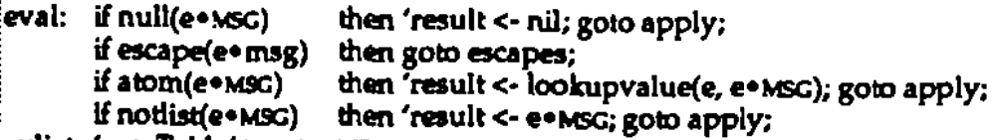 eval: if null(e•MSG) then 'result <- nil; goto apply;
if escape(e•msg) then goto escapes;
if atom(e•MSG) then 'result <- lookupvalue(e, e•MSG); goto apply;
if notlist(e•MSG) then 'result <- e•MSG; goto apply;